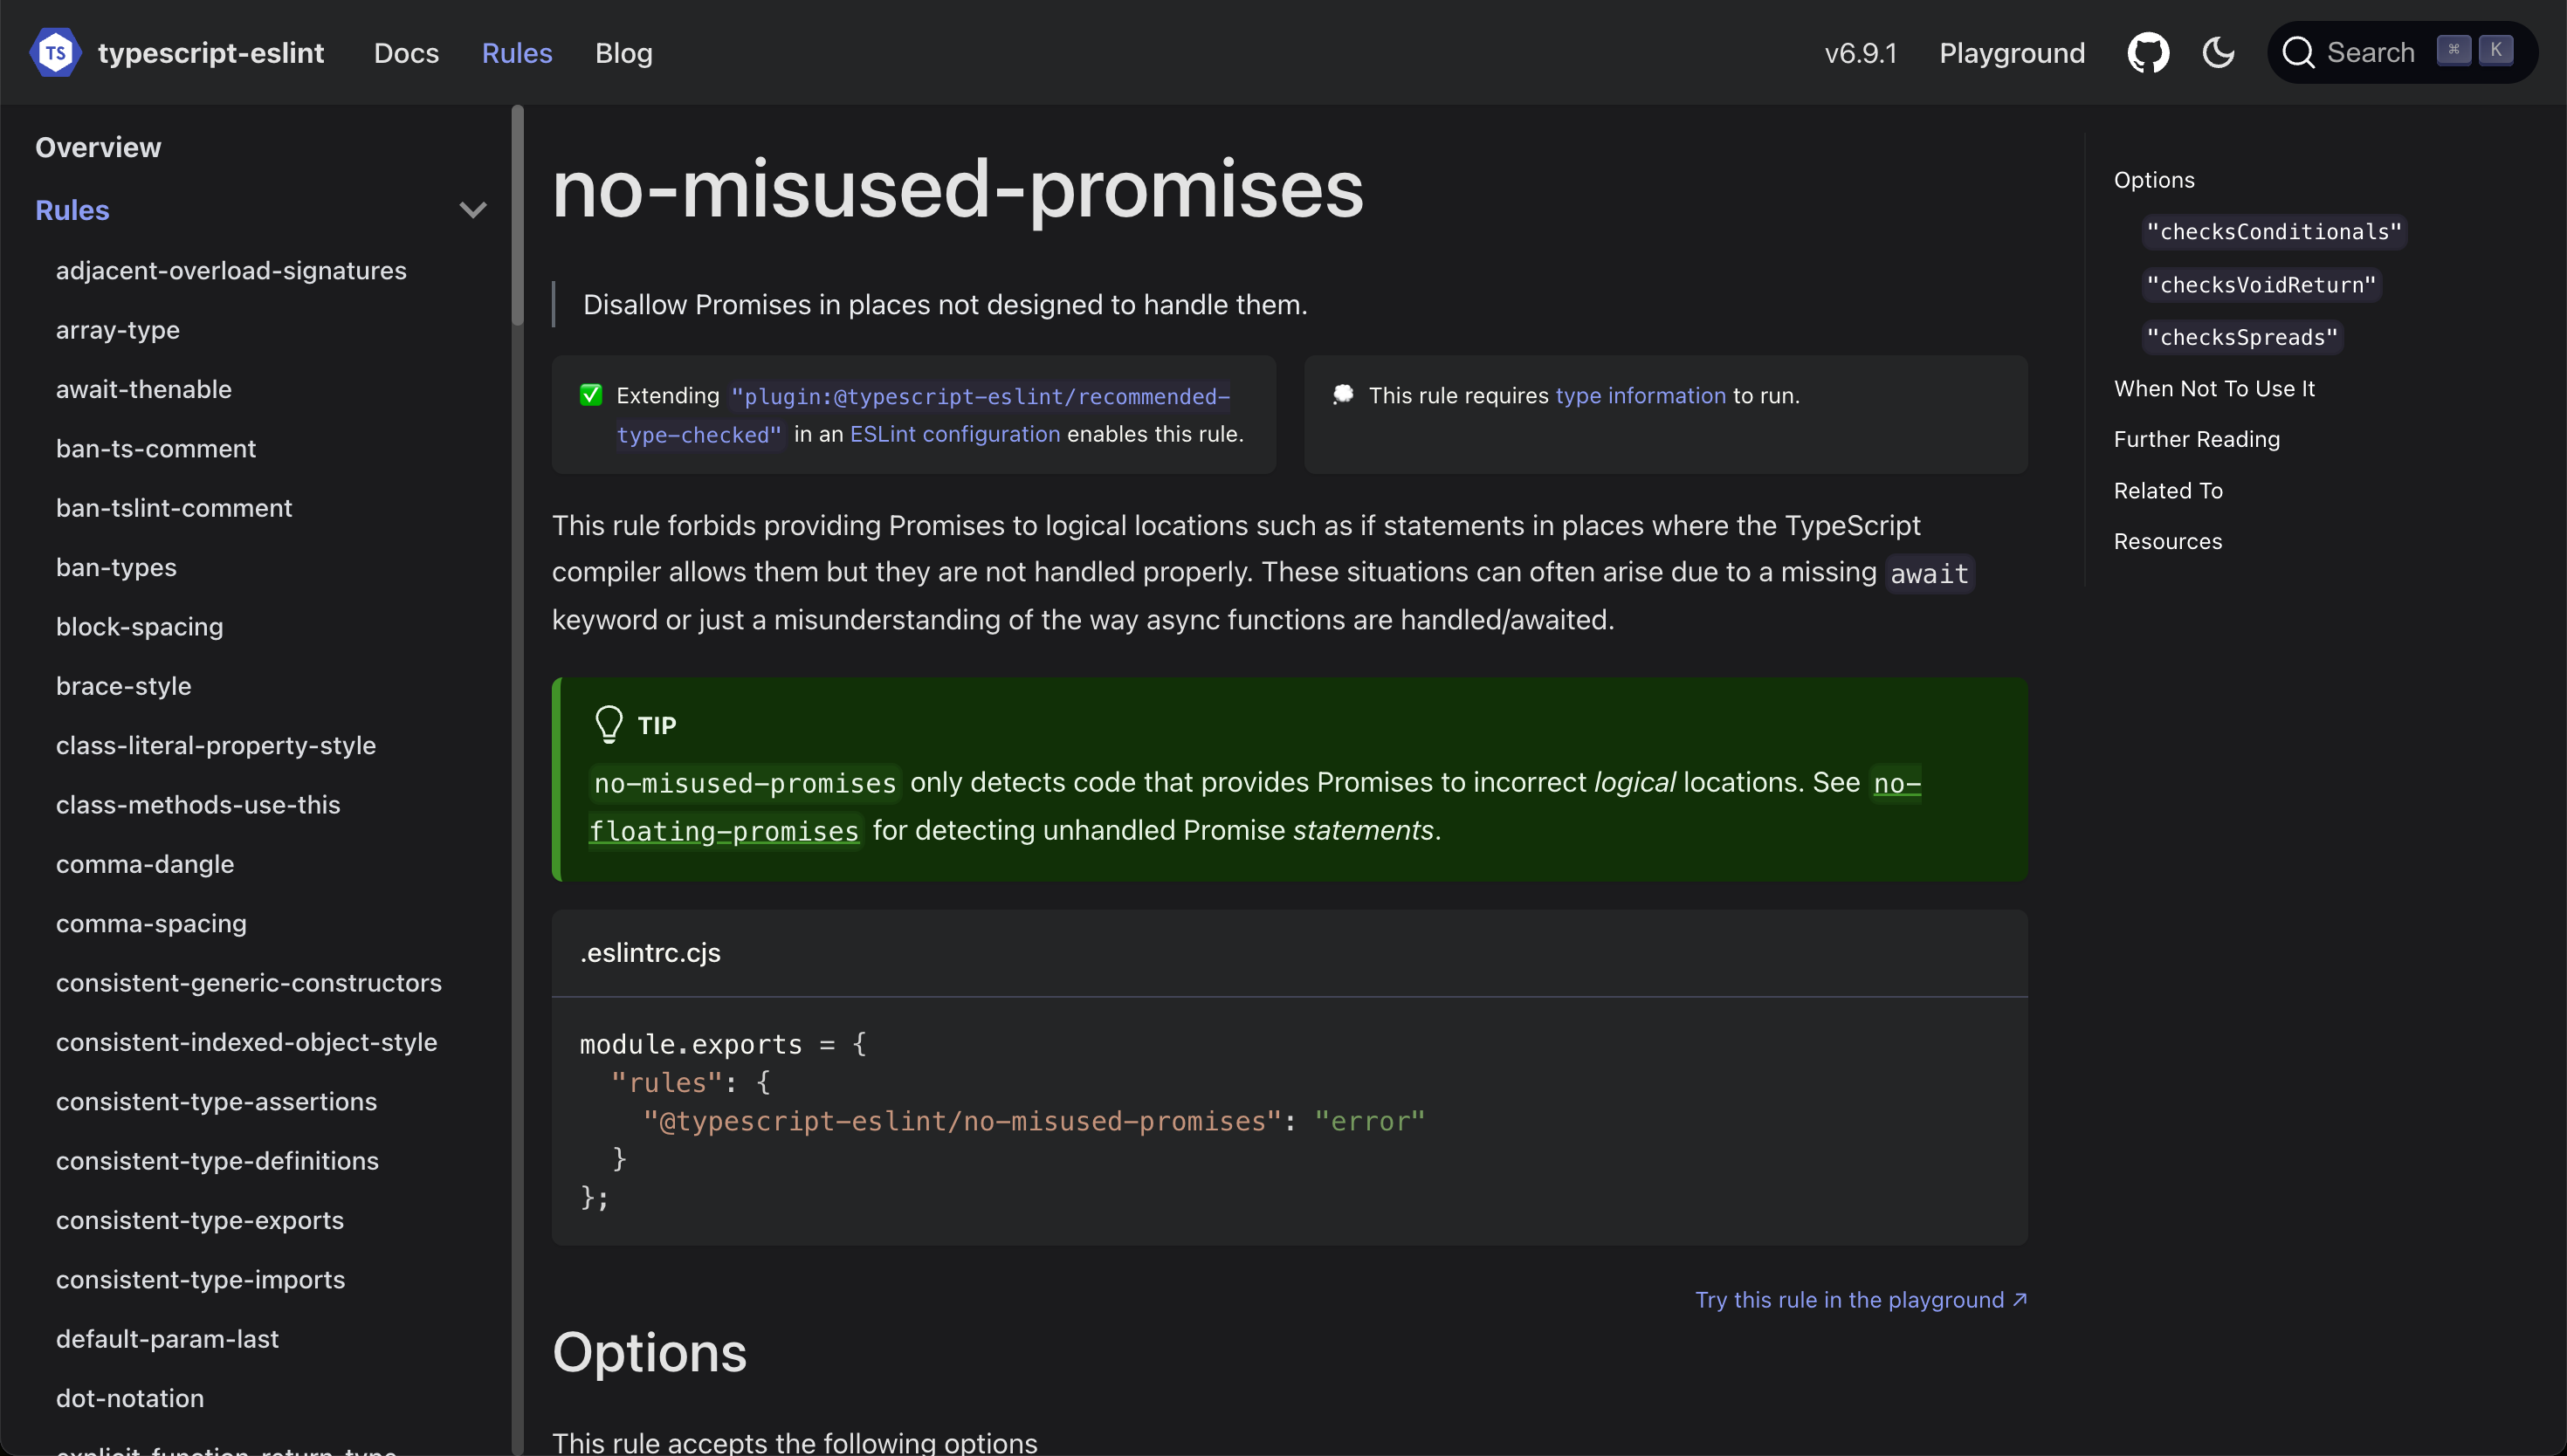 TS typescript-eslint Docs Rules Blog v6.9.1 Playground Search ⌘ K
Overview
Rules
adjacent-overload-signatures
array-type
await-thenable
ban-ts-comment
ban-tslint-comment
ban-types
block-spacing
brace-style
class-literal-property-style
class-methods-use-this
comma-dangle
comma-spacing
consistent-generic-constructors
consistent-indexed-object-style
consistent-type-assertions
consistent-type-definitions
consistent-type-exports
consistent-type-imports
default-param-last
dot-notation
explicit-function-return-type
no-misused-promises
Disallow Promises in places not designed to handle them.
✅ Extending "plugin:@typescript-eslint/recommended-
type-checked" in an ESLint configuration enables this rule.
💭 This rule requires type information to run.
This rule forbids providing Promises to logical locations such as if statements in places where the TypeScript
compiler allows them but they are not handled properly. These situations can often arise due to a missing await
keyword or just a misunderstanding of the way async functions are handled/awaited.
TIP
no-misused-promises only detects code that provides Promises to incorrect logical locations. See no-
floating-promises for detecting unhandled Promise statements.
.eslintrc.cjs
module.exports = {
  "rules": {
    "@typescript-eslint/no-misused-promises": "error"
  }
};
Try this rule in the playground ↗
Options
This rule accepts the following options
Options
"checksConditionals"
"checksVoidReturn"
"checksSpreads"
When Not To Use It
Further Reading
Related To
Resources